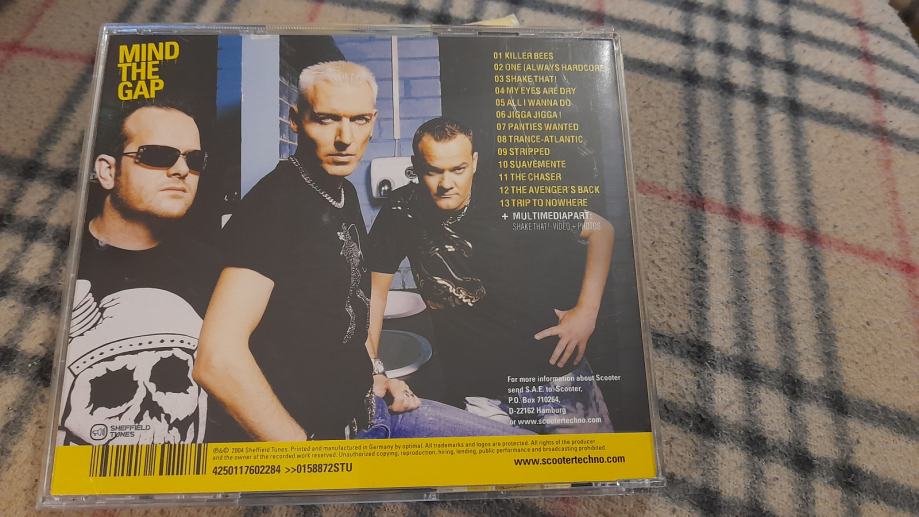 MIND
THE
GAP
01 KILLER BEES
02 ONE (ALWAYS HARDCORE)
03 SHAKE THAT!
04 MY EYES ARE DRY
05 ALL I WANNA DO
06 JIGGA JIGGA!
07 PANTIES WANTED
08 TRANCE-ATLANTIC
09 STRIPPED
10 SUAVEMENTE
11 THE CHASER
12 THE AVENGER'S BACK
13 TRIP TO NOWHERE
+ MULTIMEDIAPART:
SHAKE THAT! VIDEO + PHOTOS
For more information about Scooter
send S.A.E. to: Scooter,
P.O. Box 710264,
D-22162 Hamburg
or www.scootertechno.com
SHEFFIELD
TUNES
℗&© 2004 Sheffield Tunes. Printed and manufactured in Germany by optimal. All trademarks and logos are protected. All rights of the producer
and the owner of the recorded work reserved. Unauthorized copying, reproduction, hiring, lending, public performance and broadcasting prohibited.
4250117602284 >>0158872STU
www.scootertechno.com